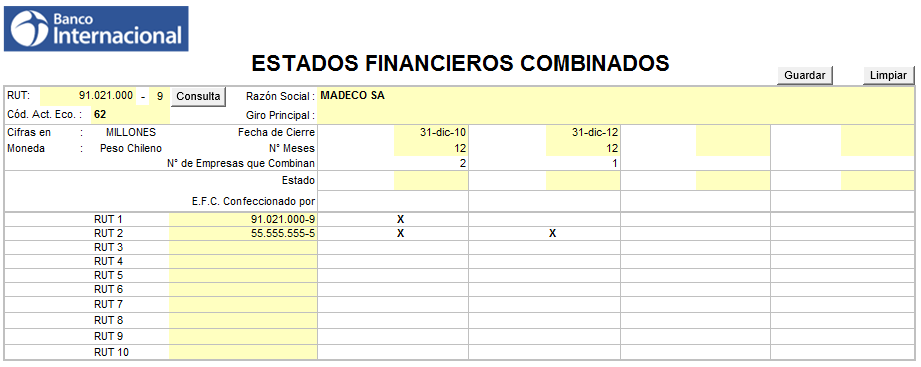 Banco
Internacional
ESTADOS FINANCIEROS COMBINADOS
Guardar Limpiar
RUT: 91.021.000 - 9 Consulta Razón Social : MADECO SA
Cód. Act. Eco. : 62 Giro Principal :
Cifras en : MILLONES Fecha de Cierre 31-dic-10 31-dic-12
Moneda : Peso Chileno N° Meses 12 12
N° de Empresas que Combinan 2 1
Estado
E.F.C. Confeccionado por
RUT 1 91.021.000-9 X
RUT 2 55.555.555-5 X X
RUT 3
RUT 4
RUT 5
RUT 6
RUT 7
RUT 8
RUT 9
RUT 10